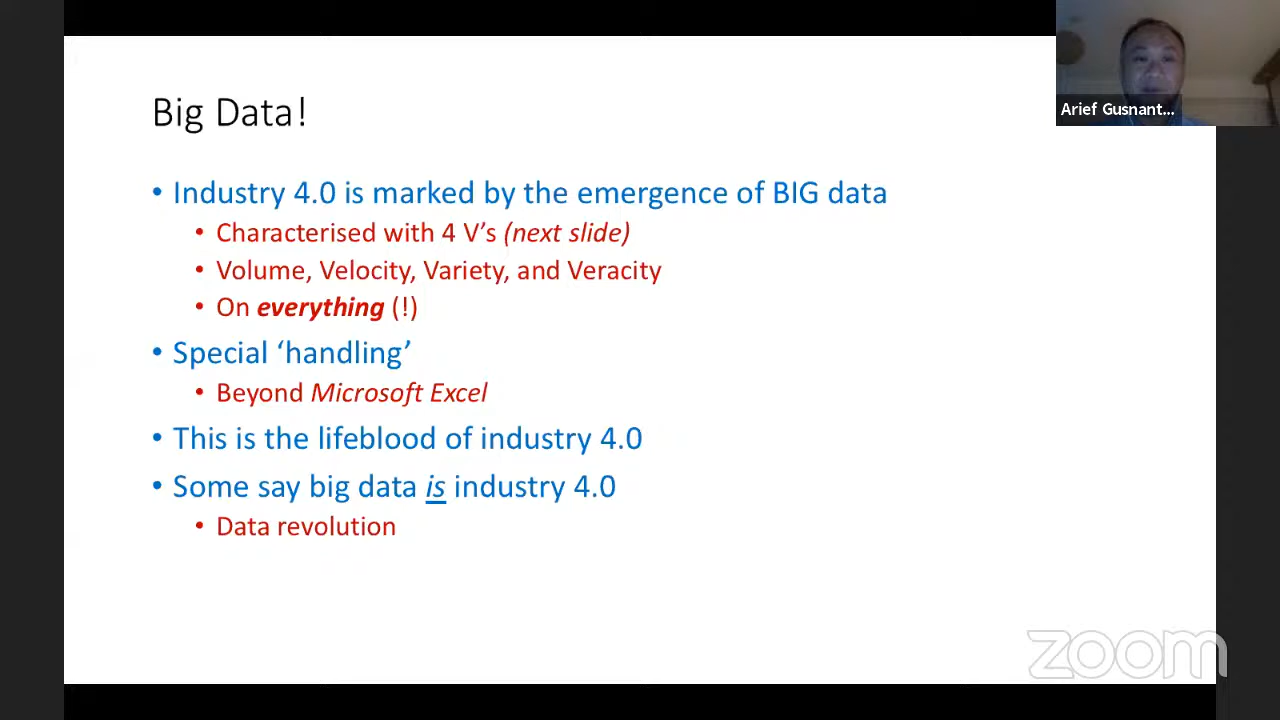 Big Data!
Arief Gusnant...
• Industry 4.0 is marked by the emergence of BIG data
• Characterised with 4 V's (next slide)
• Volume, Velocity, Variety, and Veracity
• On everything (!)
• Special ‘handling’
• Beyond Microsoft Excel
• This is the lifeblood of industry 4.0
• Some say big data is industry 4.0
• Data revolution
zoom